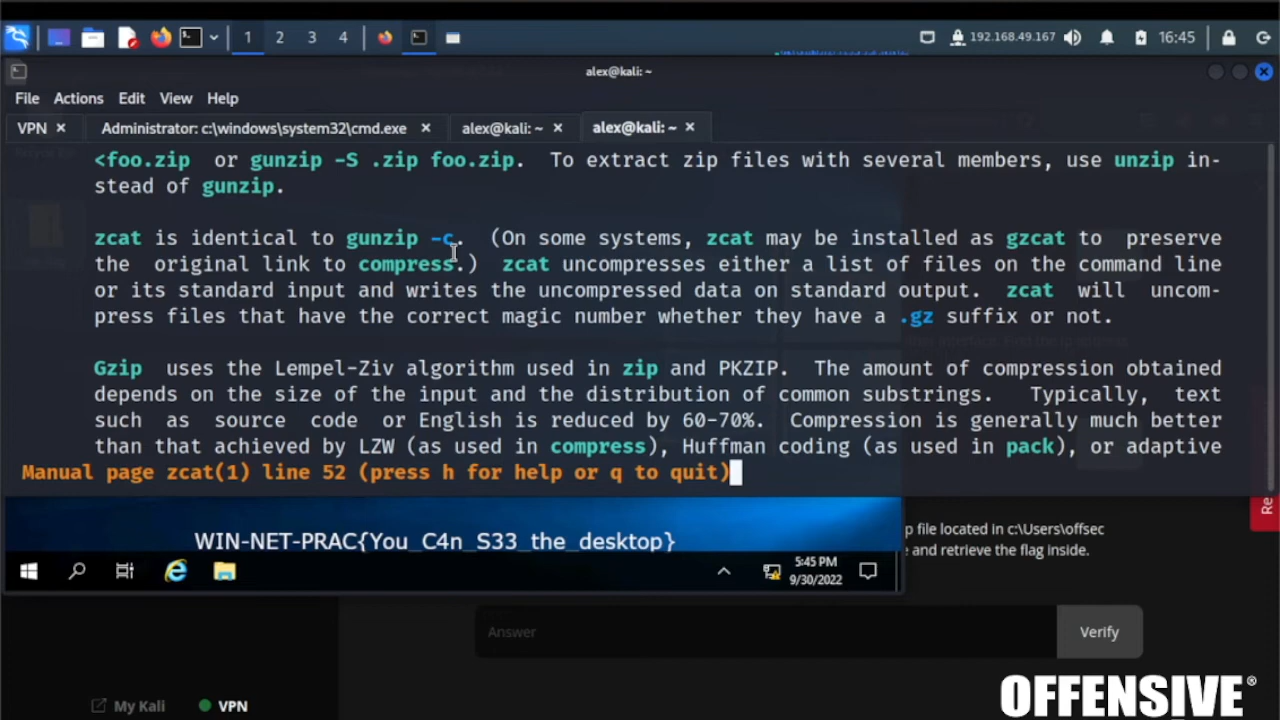 1 2 3 4 192.168.49.167 16:45
alex@kali: ~
File Actions Edit View Help
VPN × Administrator: c:\windows\system32\cmd.exe × alex@kali: ~ × alex@kali: ~ ×
<foo.zip or gunzip -S .zip foo.zip. To extract zip files with several members, use unzip in-
stead of gunzip.
zcat is identical to gunzip -c. (On some systems, zcat may be installed as gzcat to preserve
the original link to compress.) zcat uncompresses either a list of files on the command line
or its standard input and writes the uncompressed data on standard output. zcat will uncom-
press files that have the correct magic number whether they have a .gz suffix or not.
Gzip uses the Lempel-Ziv algorithm used in zip and PKZIP. The amount of compression obtained
depends on the size of the input and the distribution of common substrings. Typically, text
such as source code or English is reduced by 60-70%. Compression is generally much better
than that achieved by LZW (as used in compress), Huffman coding (as used in pack), or adaptive
Manual page zcat(1) line 52 (press h for help or q to quit)
WIN-NET-PRAC{You_C4n_S33_the_desktop}
5:45 PM
9/30/2022
p file located in c:\Users\offsec
and retrieve the flag inside.
Answer
Verify
My Kali VPN
OFFENSIVE®